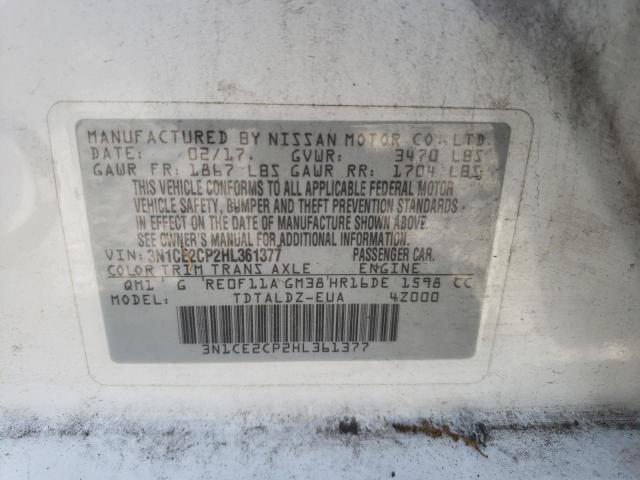 MANUFACTURED BY NISSAN MOTOR CO., LTD.
DATE: 02/17. GVWR: 3470 LBS
GAWR FR: 1867 LBS GAWR RR: 1704 LBS
THIS VEHICLE CONFORMS TO ALL APPLICABLE FEDERAL MOTOR
VEHICLE SAFETY, BUMPER AND THEFT PREVENTION STANDARDS
IN EFFECT ON THE DATE OF MANUFACTURE SHOWN ABOVE.
SEE OWNER'S MANUAL FOR ADDITIONAL INFORMATION.
VIN: 3N1CE2CP2HL361377 PASSENGER CAR.
COLOR TRIM TRANS AXLE ENGINE
QM1 G RE0F11A GM38 HR16DE 1598 CC
MODEL: TDTALDZ-EUA 4Z000
3N1CE2CP2HL361377